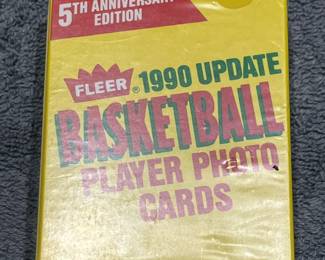 5TH ANNIVERSARY
EDITION
FLEER® 1990 UPDATE
BASKETBALL
PLAYER PHOTO
CARDS